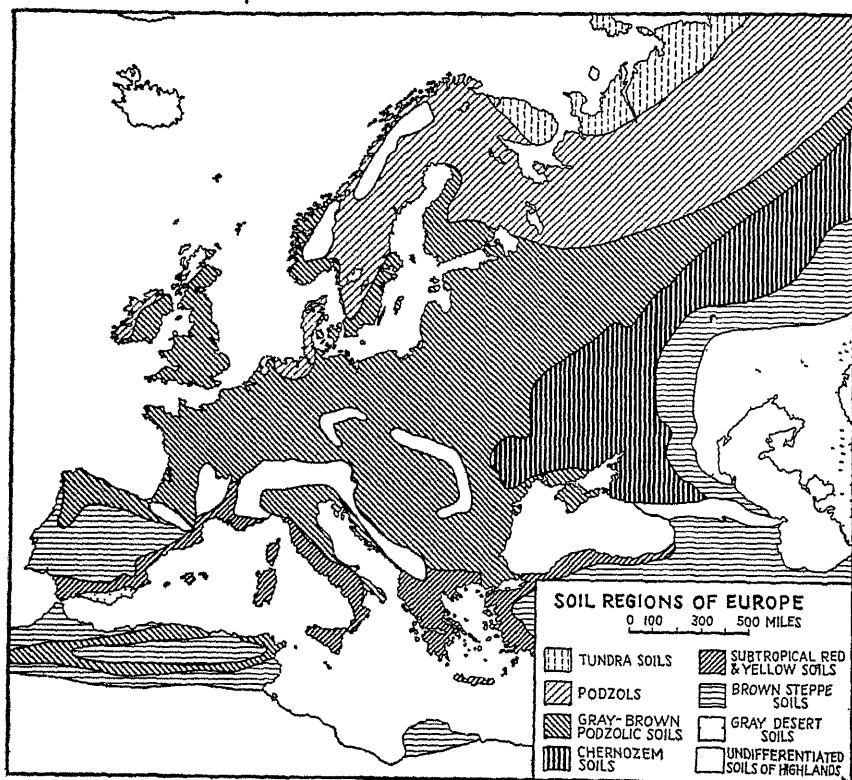 SOIL REGIONS OF EUROPE
0 100 300 500 MILES
TUNDRA SOILS
PODZOLS
GRAY-BROWN
PODZOLIC SOILS
CHERNOZEM
SOILS
SUBTROPICAL RED
& YELLOW SOILS
BROWN STEPPE
SOILS
GRAY DESERT
SOILS
UNDIFFERENTIATED
SOILS OF HIGHLANDS